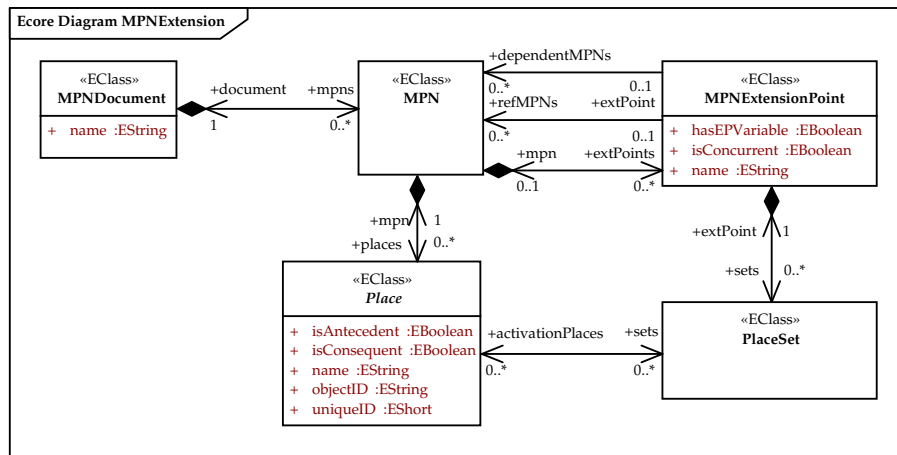 Ecore Diagram MPNExtension
«EClass»
MPNDocument
+ name :EString
+document
1
+mpns
0..*
«EClass»
MPN
+dependentMPNs
0..*
0..1
+refMPNs
0..*
+extPoint
0..1
+mpn
0..1
+extPoints
0..*
«EClass»
MPNExtensionPoint
+ hasEPVariable :EBoolean
+ isConcurrent :EBoolean
+ name :EString
+mpn
1
+places
0..*
+extPoint
1
+sets
0..*
«EClass»
Place
+ isAntecedent :EBoolean
+ isConsequent :EBoolean
+ name :EString
+ objectID :EString
+ uniqueID :EShort
+activationPlaces
0..*
+sets
0..*
«EClass»
PlaceSet